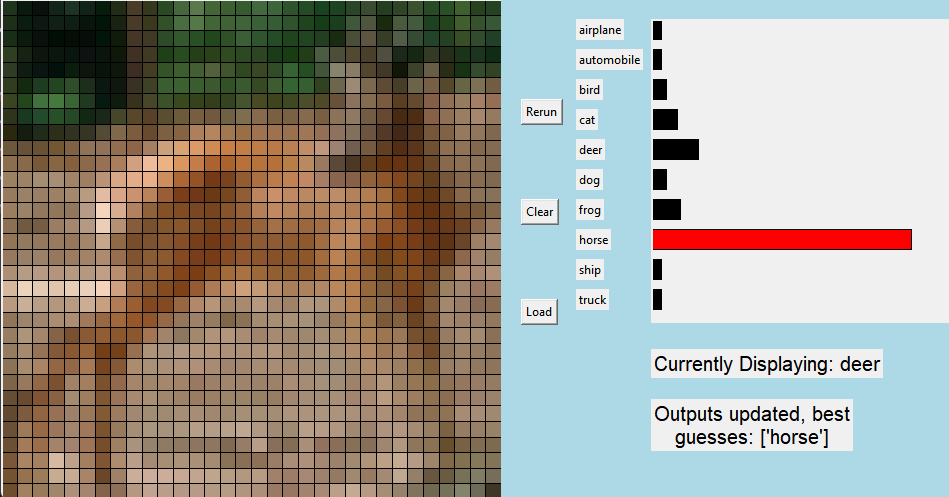 airplane
automobile
bird
Rerun
cat
deer
dog
Clear
frog
horse
ship
Load
truck
Currently Displaying: deer
Outputs updated, best
guesses: ['horse']